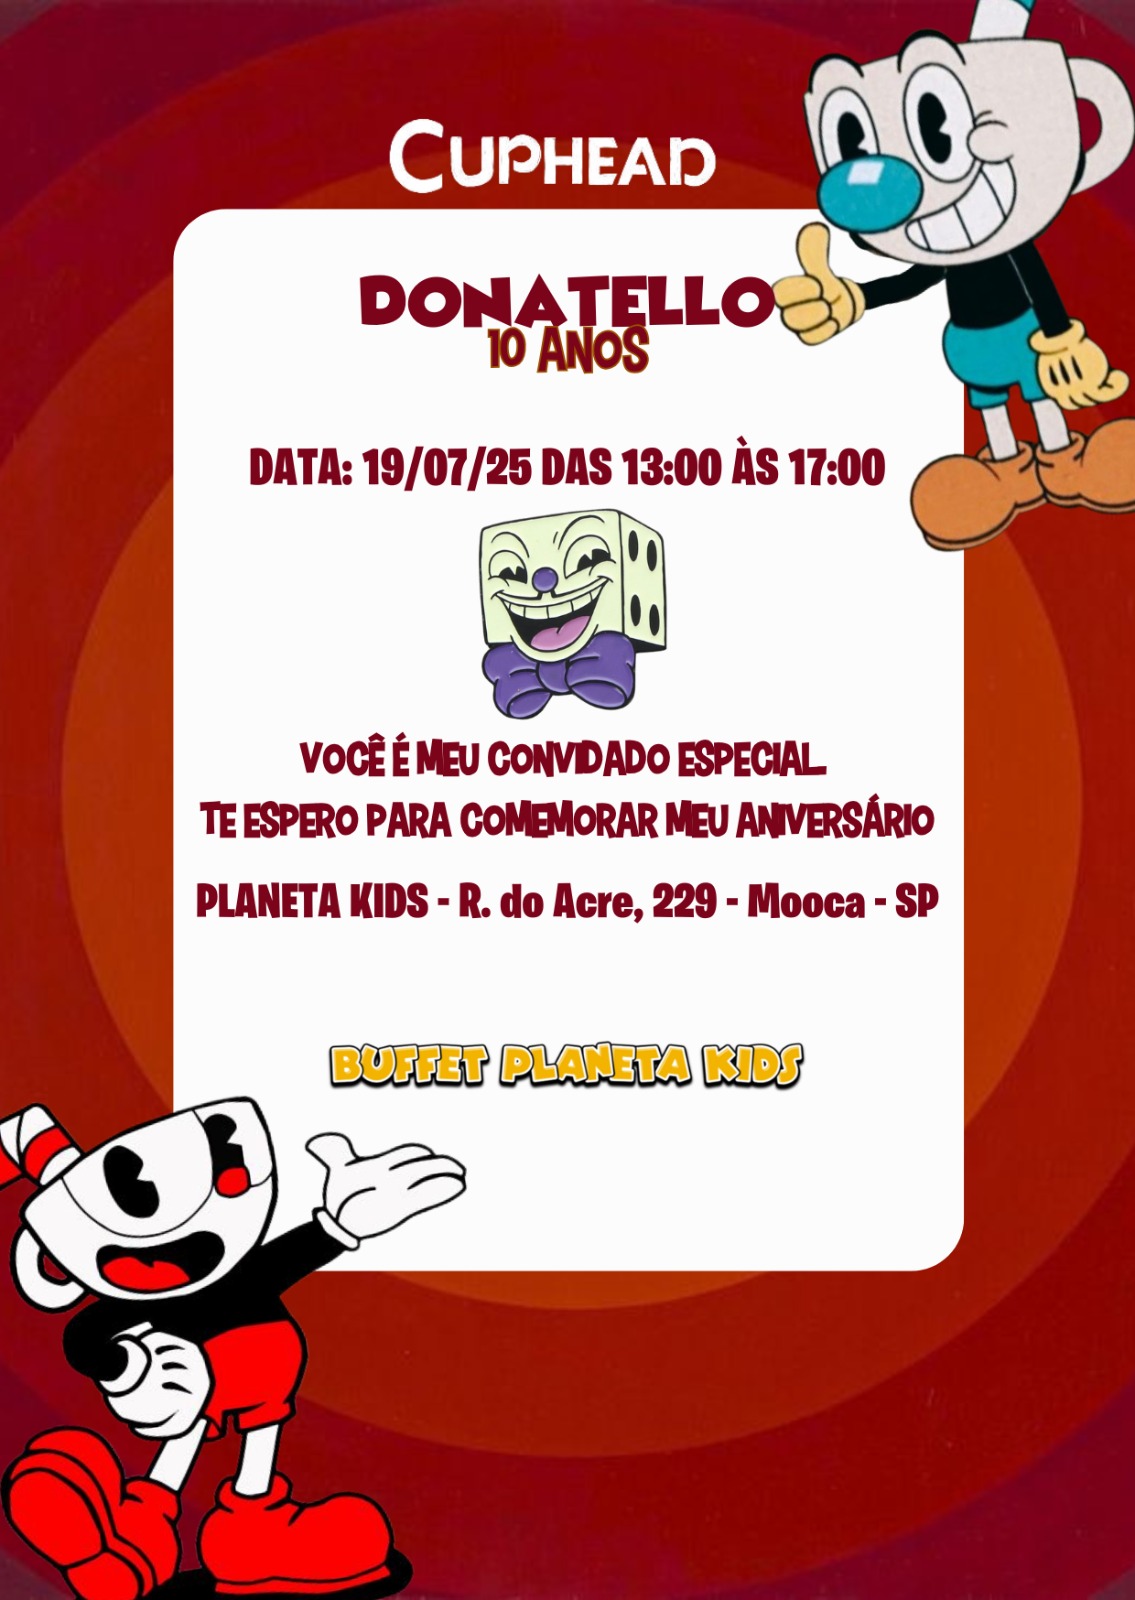 CUPHEAD
DONATELLO
10 ANOS
DATA: 19/07/25 DAS 13:00 ÀS 17:00
VOCÊ É MEU CONVIDADO ESPECIAL
TE ESPERO PARA COMEMORAR MEU ANIVERSÁRIO
PLANETA KIDS - R. do Acre, 229 - Mooca - SP
BUFFET PLANETA KIDS